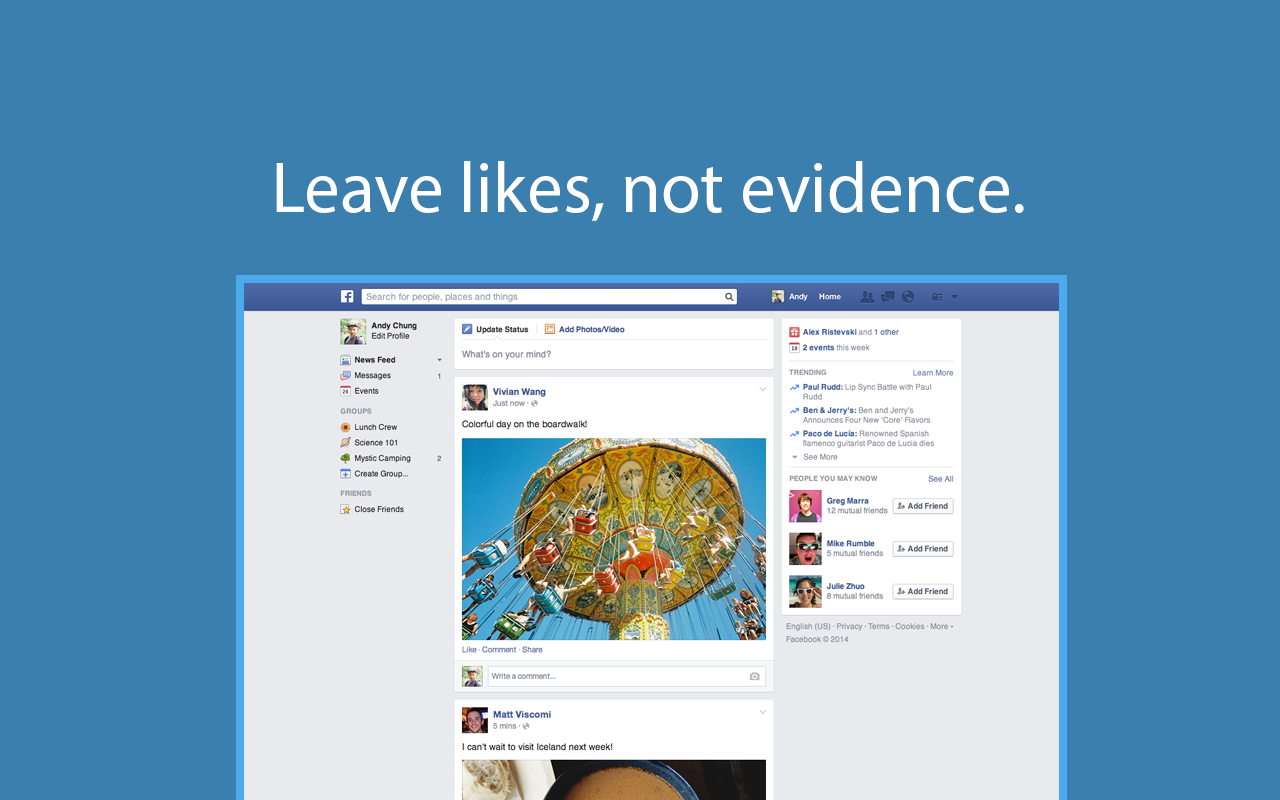 Leave likes, not evidence.
Search for people, places and things
Andy
Home
Andy Chung
Edit Profile
News Feed
Messages 1
26 Events
GROUPS
Lunch Crew
Science 101
Mystic Camping 2
Create Group...
FRIENDS
Close Friends
Update Status
Add Photos/Video
What's on your mind?
Vivian Wang
Just now ·
Colorful day on the boardwalk!
Like · Comment · Share
Write a comment...
Matt Viscomi
5 mins ·
I can't wait to visit Iceland next week!
Alex Ristevski and 1 other
18 2 events this week
TRENDING Learn More
Paul Rudd: Lip Sync Battle with Paul
Rudd
Ben & Jerry's: Ben and Jerry's
Announces Four New 'Core' Flavors
Paco de Lucía: Renowned Spanish
flamenco guitarist Paco de Lucia dies
See More
PEOPLE YOU MAY KNOW See All
Greg Marra
12 mutual friends
Add Friend
Mike Rumble
5 mutual friends
Add Friend
Julie Zhuo
8 mutual friends
Add Friend
English (US) · Privacy · Terms · Cookies · More
Facebook © 2014